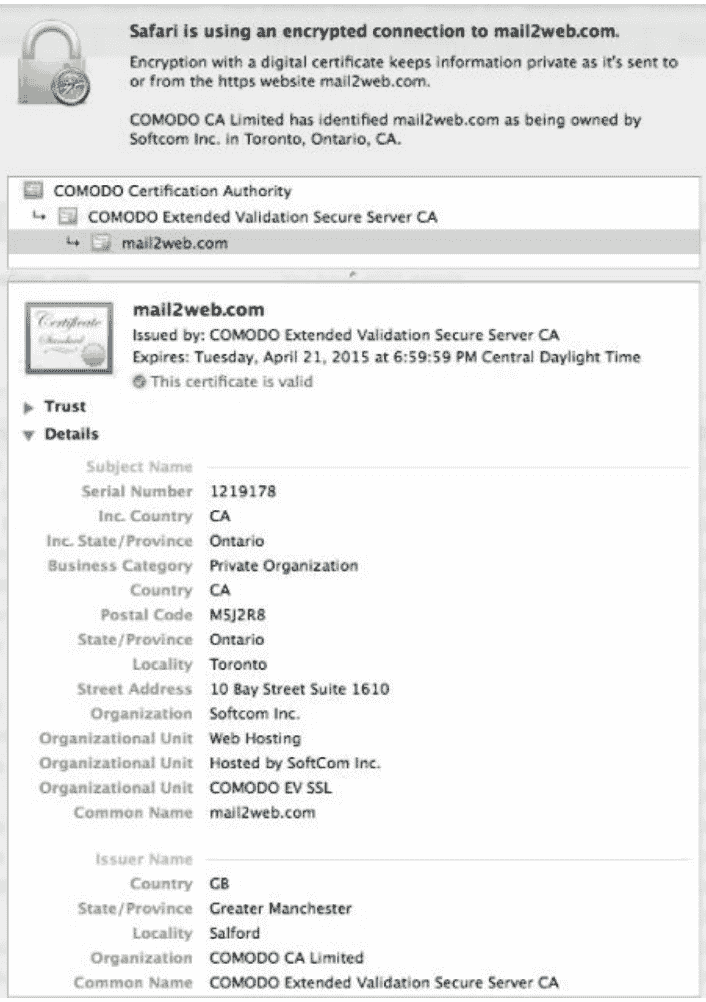 Safari is using an encrypted connection to mail2web.com.
Encryption with a digital certificate keeps information private as it's sent to
or from the https website mail2web.com.
COMODO CA Limited has identified mail2web.com as being owned by
Softcom Inc. in Toronto, Ontario, CA.
COMODO Certification Authority
COMODO Extended Validation Secure Server CA
mail2web.com
Certificate
Standard
mail2web.com
Issued by: COMODO Extended Validation Secure Server CA
Expires: Tuesday, April 21, 2015 at 6:59:59 PM Central Daylight Time
This certificate is valid
Trust
Details
Subject Name
Serial Number 1219178
Inc. Country CA
Inc. State/Province Ontario
Business Category Private Organization
Country CA
Postal Code M5J2R8
State/Province Ontario
Locality Toronto
Street Address 10 Bay Street Suite 1610
Organization Softcom Inc.
Organizational Unit Web Hosting
Organizational Unit Hosted by SoftCom Inc.
Organizational Unit COMODO EV SSL
Common Name mail2web.com
Issuer Name
Country GB
State/Province Greater Manchester
Locality Salford
Organization COMODO CA Limited
Common Name COMODO Extended Validation Secure Server CA